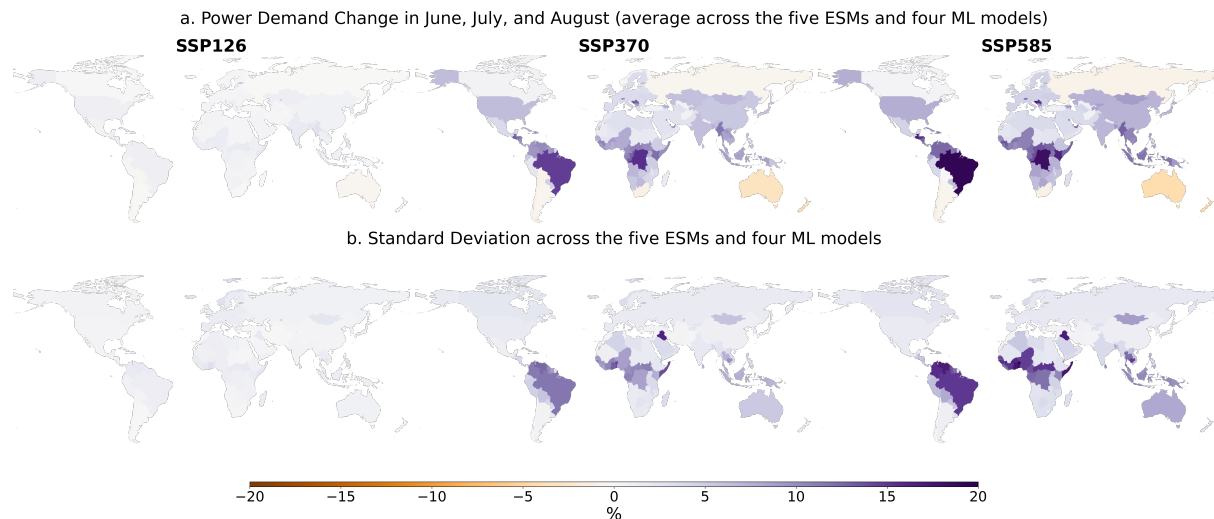 a. Power Demand Change in June, July, and August (average across the five ESMs and four ML models)
SSP126 SSP370 SSP585
b. Standard Deviation across the five ESMs and four ML models
−20 −15 −10 −5 0 5 10 15 20
%